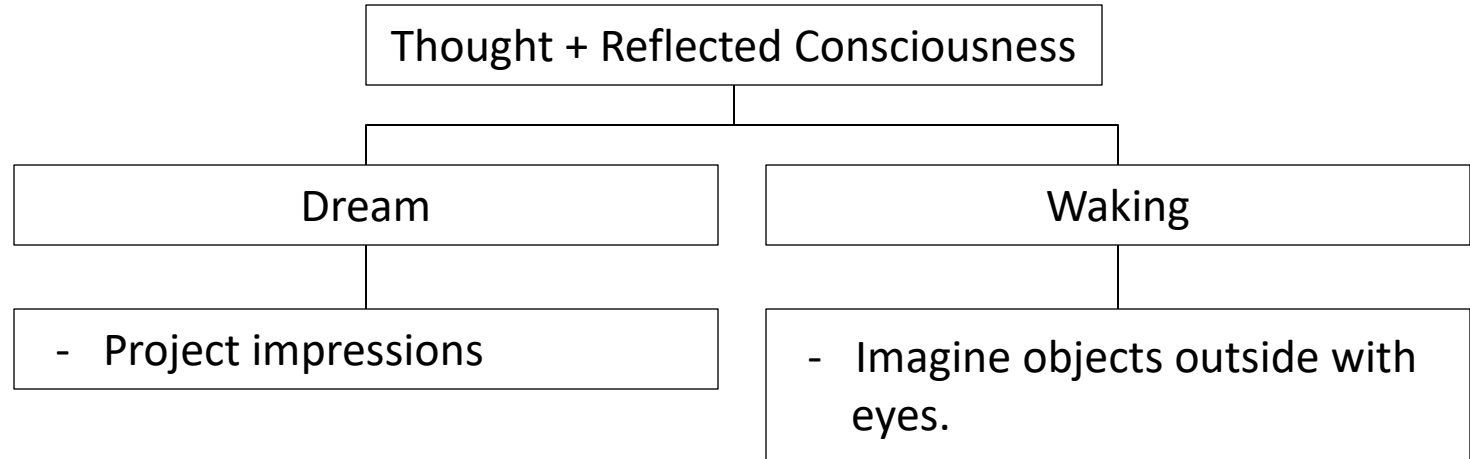 Thought + Reflected Consciousness
Dream
Waking
- Project impressions
- Imagine objects outside with
eyes.